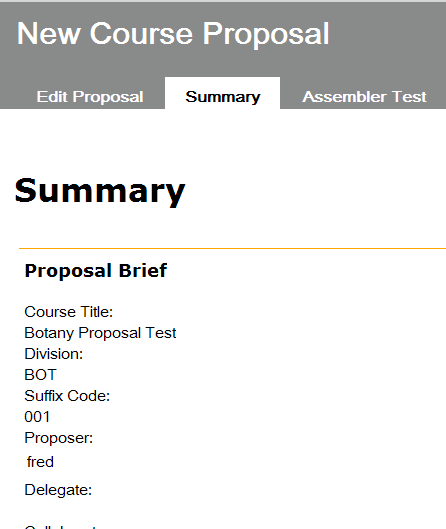 New Course Proposal
Edit Proposal Summary Assembler Test
Summary
Proposal Brief
Course Title:
Botany Proposal Test
Division:
BOT
Suffix Code:
001
Proposer:
fred
Delegate: